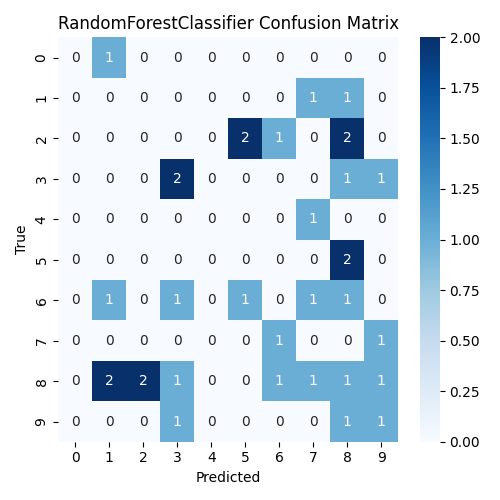 RandomForestClassifier Confusion Matrix
0 0 1 0 0 0 0 0 0 0 0
1 0 0 0 0 0 0 0 1 1 0
2 0 0 0 0 0 2 1 0 2 0
3 0 0 0 2 0 0 0 0 1 1
4 0 0 0 0 0 0 0 1 0 0
5 0 0 0 0 0 0 0 0 2 0
6 0 1 0 1 0 1 0 1 1 0
7 0 0 0 0 0 0 1 0 0 1
8 0 2 2 1 0 0 1 1 1 1
9 0 0 0 1 0 0 0 0 1 1
0 1 2 3 4 5 6 7 8 9
True
Predicted
2.00
1.75
1.50
1.25
1.00
0.75
0.50
0.25
0.00